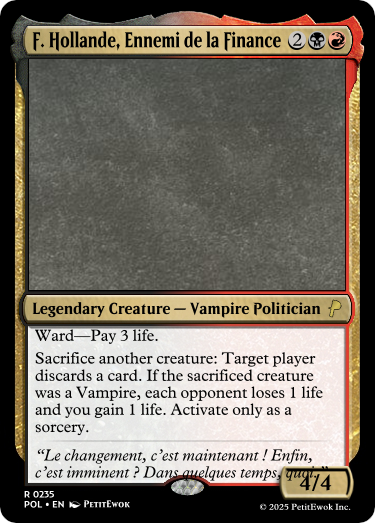 F. Hollande, Ennemi de la Finance 2
Legendary Creature — Vampire Politician
Ward—Pay 3 life.
Sacrifice another creature: Target player
discards a card. If the sacrificed creature
was a Vampire, each opponent loses 1 life
and you gain 1 life. Activate only as a
sorcery.
“Le changement, c’est maintenant ! Enfin,
c’est imminent ? Dans quelques temps, quoi.”
4/4
R 0235
POL • EN PetitEwok
© 2025 PetitEwok Inc.